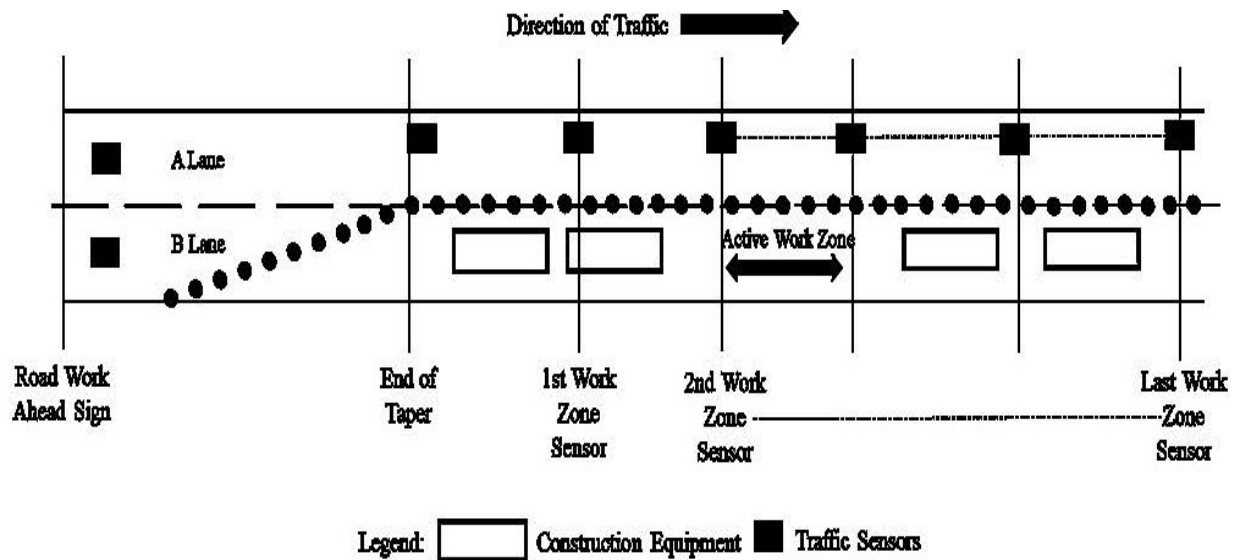 Direction of Traffic
A Lane
B Lane
Active Work Zone
Road Work
Ahead Sign
End of
Taper
1st Work
Zone
Sensor
2nd Work
Zone
Sensor
Last Work
Zone
Sensor
Legend: Construction Equipment Traffic Sensors